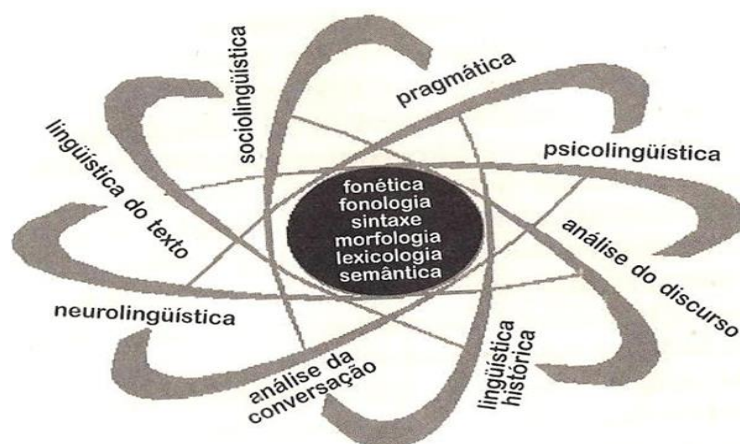 sociolingüística
pragmática
psicolingüística
lingüística do texto
fonética
fonologia
sintaxe
morfologia
lexicologia
semântica
análise do discurso
neurolingüística
análise da
conversação
lingüística
histórica